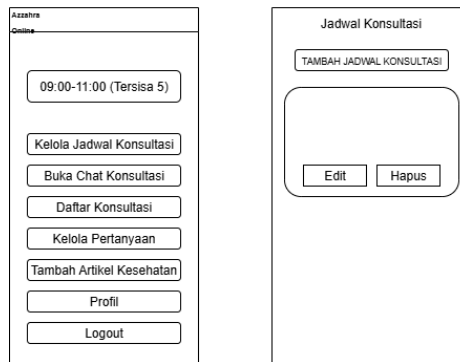 Azzahra
Online
09:00-11:00 (Tersisa 5)
Kelola Jadwal Konsultasi
Buka Chat Konsultasi
Daftar Konsultasi
Kelola Pertanyaan
Tambah Artikel Kesehatan
Profil
Logout
Jadwal Konsultasi
TAMBAH JADWAL KONSULTASI
Edit
Hapus